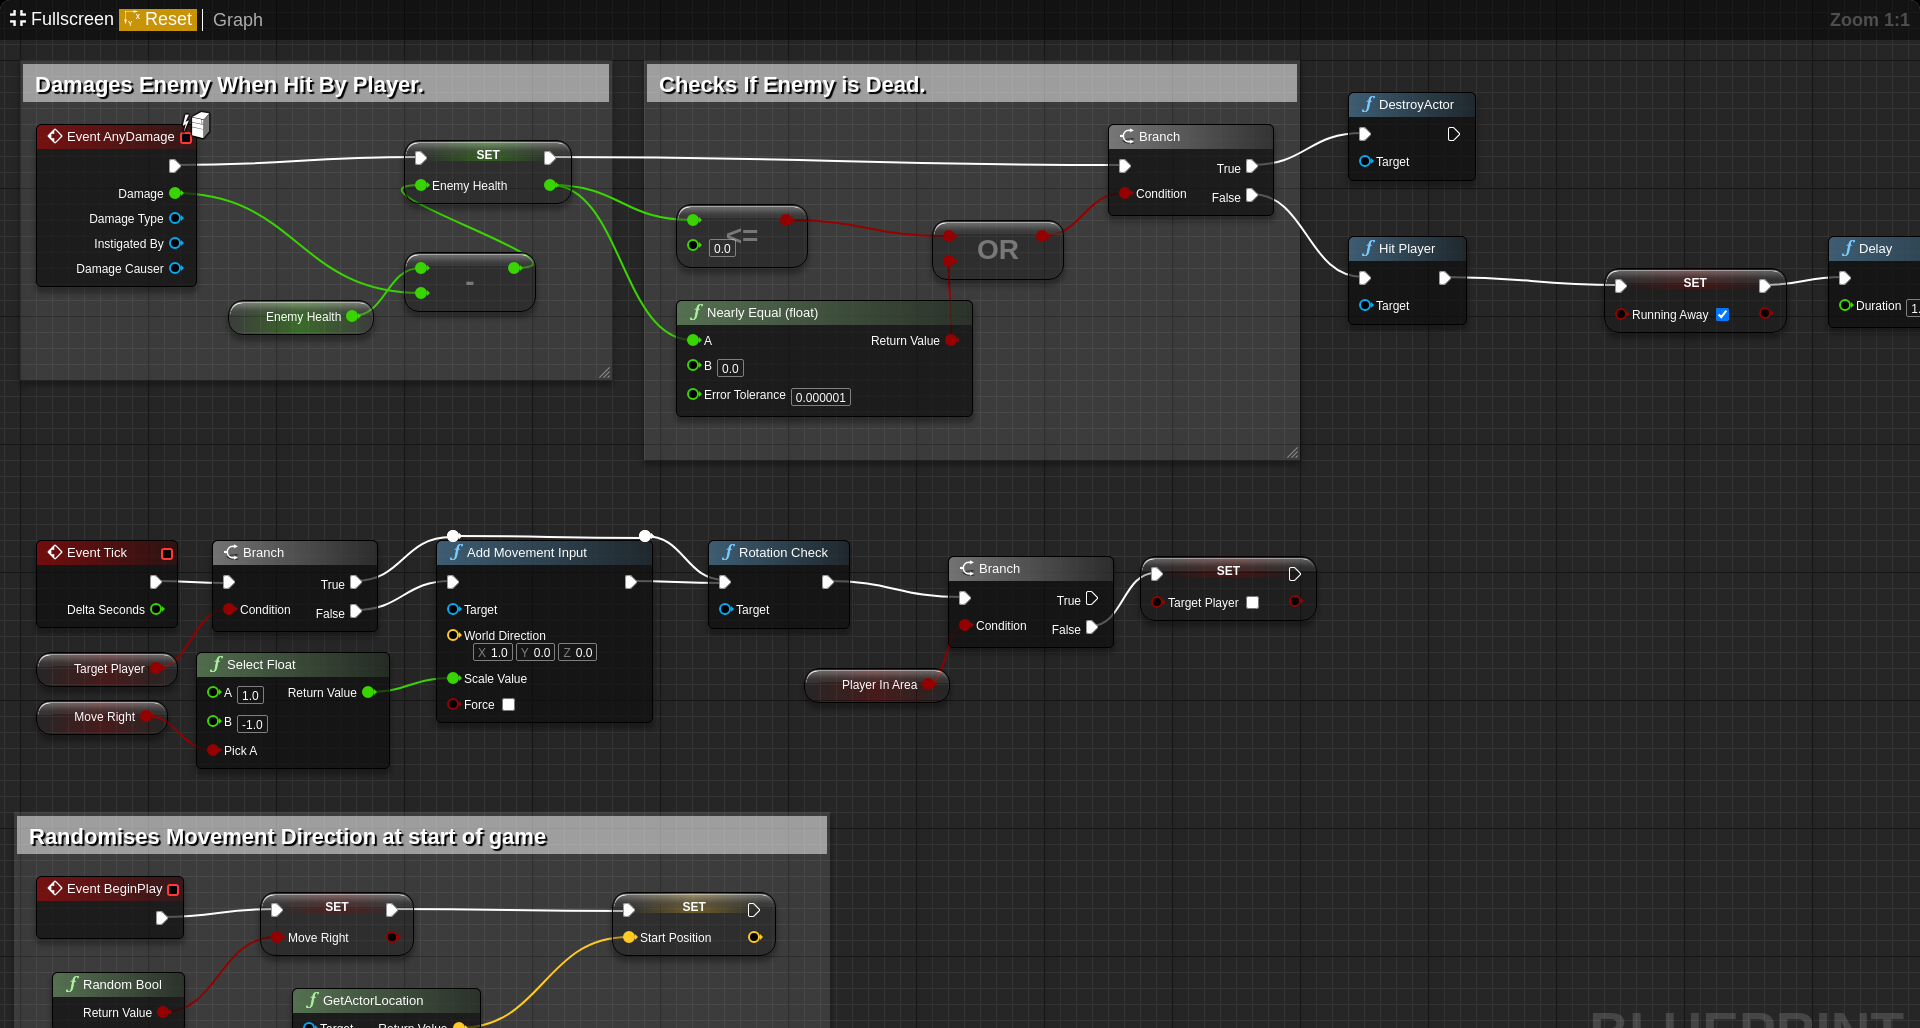 Fullscreen Reset Graph Zoom 1:1
Damages Enemy When Hit By Player.
Event AnyDamage
Damage
Damage Type
Instigated By
Damage Causer
SET
Enemy Health
-
Enemy Health
Checks If Enemy is Dead.
<=
0.0
OR
Nearly Equal (float)
A Return Value
B 0.0
Error Tolerance 0.000001
Branch
True
Condition False
DestroyActor
Target
Hit Player
Target
SET
Running Away
Delay
Duration 1.
Event Tick
Delta Seconds
Branch
True
Condition False
Target Player
Move Right
Select Float
A 1.0 Return Value
B -1.0
Pick A
Add Movement Input
Target
World Direction
X 1.0 Y 0.0 Z 0.0
Scale Value
Force
Rotation Check
Target
Branch
True
Condition False
Player In Area
SET
Target Player
Randomises Movement Direction at start of game
Event BeginPlay
SET
Move Right
SET
Start Position
Random Bool
Return Value
GetActorLocation
Target Return Value
BLUEPRINT